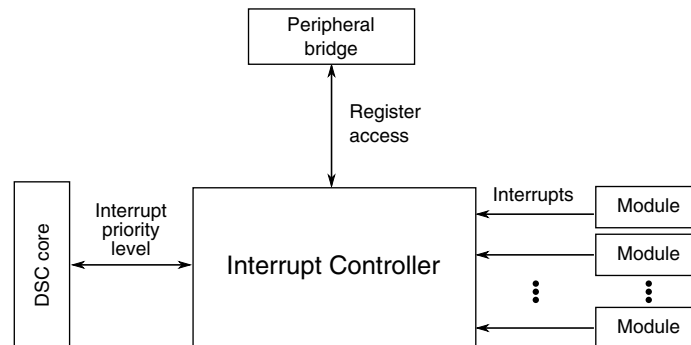 Peripheral
bridge
Register
access
Interrupts
Module
Interrupt
priority
level
DSC core
Interrupt Controller
Module
Module